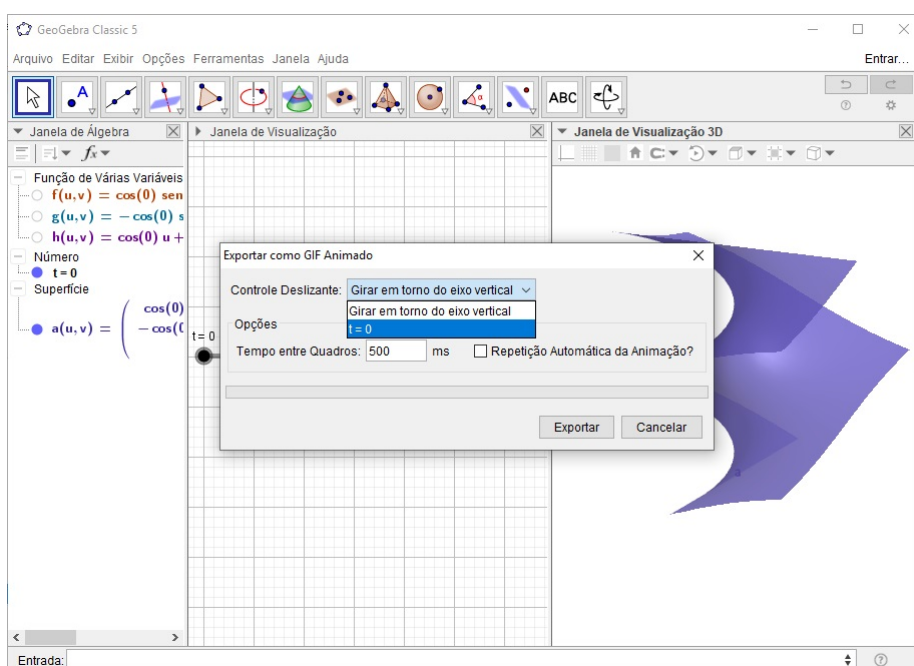 GeoGebra Classic 5
Arquivo Editar Exibir Opções Ferramentas Janela Ajuda
Entrar...
ABC
Janela de Álgebra
Janela de Visualização
Janela de Visualização 3D
Função de Várias Variáveis
f(u,v) = cos(0) sen
g(u,v) = − cos(0) s
h(u,v) = cos(0) u +
Número
t = 0
Superfície
a(u,v) = ( cos(0)
− cos(0
t = 0
Exportar como GIF Animado
Controle Deslizante: Girar em torno do eixo vertical
Girar em torno do eixo vertical
t = 0
Opções
Tempo entre Quadros: 500 ms Repetição Automática da Animação?
Exportar Cancelar
Entrada: